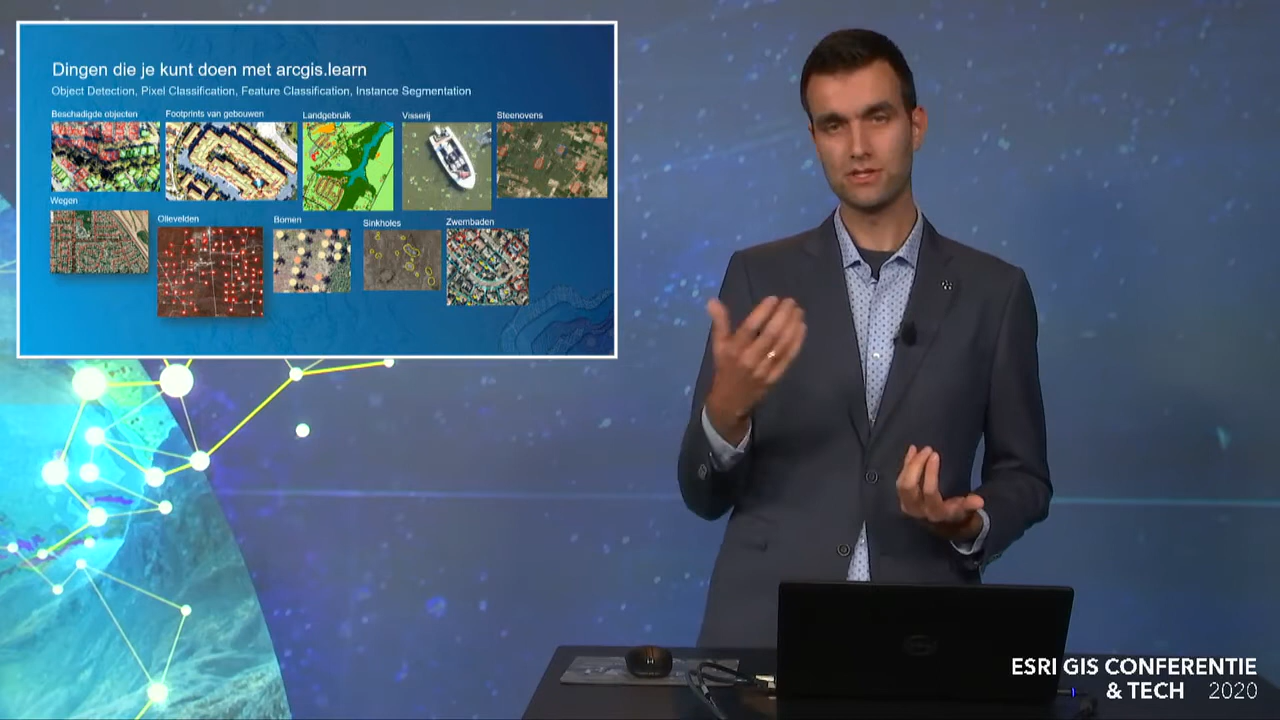 Dingen die je kunt doen met arcgis.learn
Object Detection, Pixel Classification, Feature Classification, Instance Segmentation
Beschadigde objecten
Footprints van gebouwen
Landgebruik
Visserij
Steenovens
Wegen
Olievelden
Bomen
Sinkholes
Zwembaden
ESRI GIS CONFERENTIE
& TECH 2020